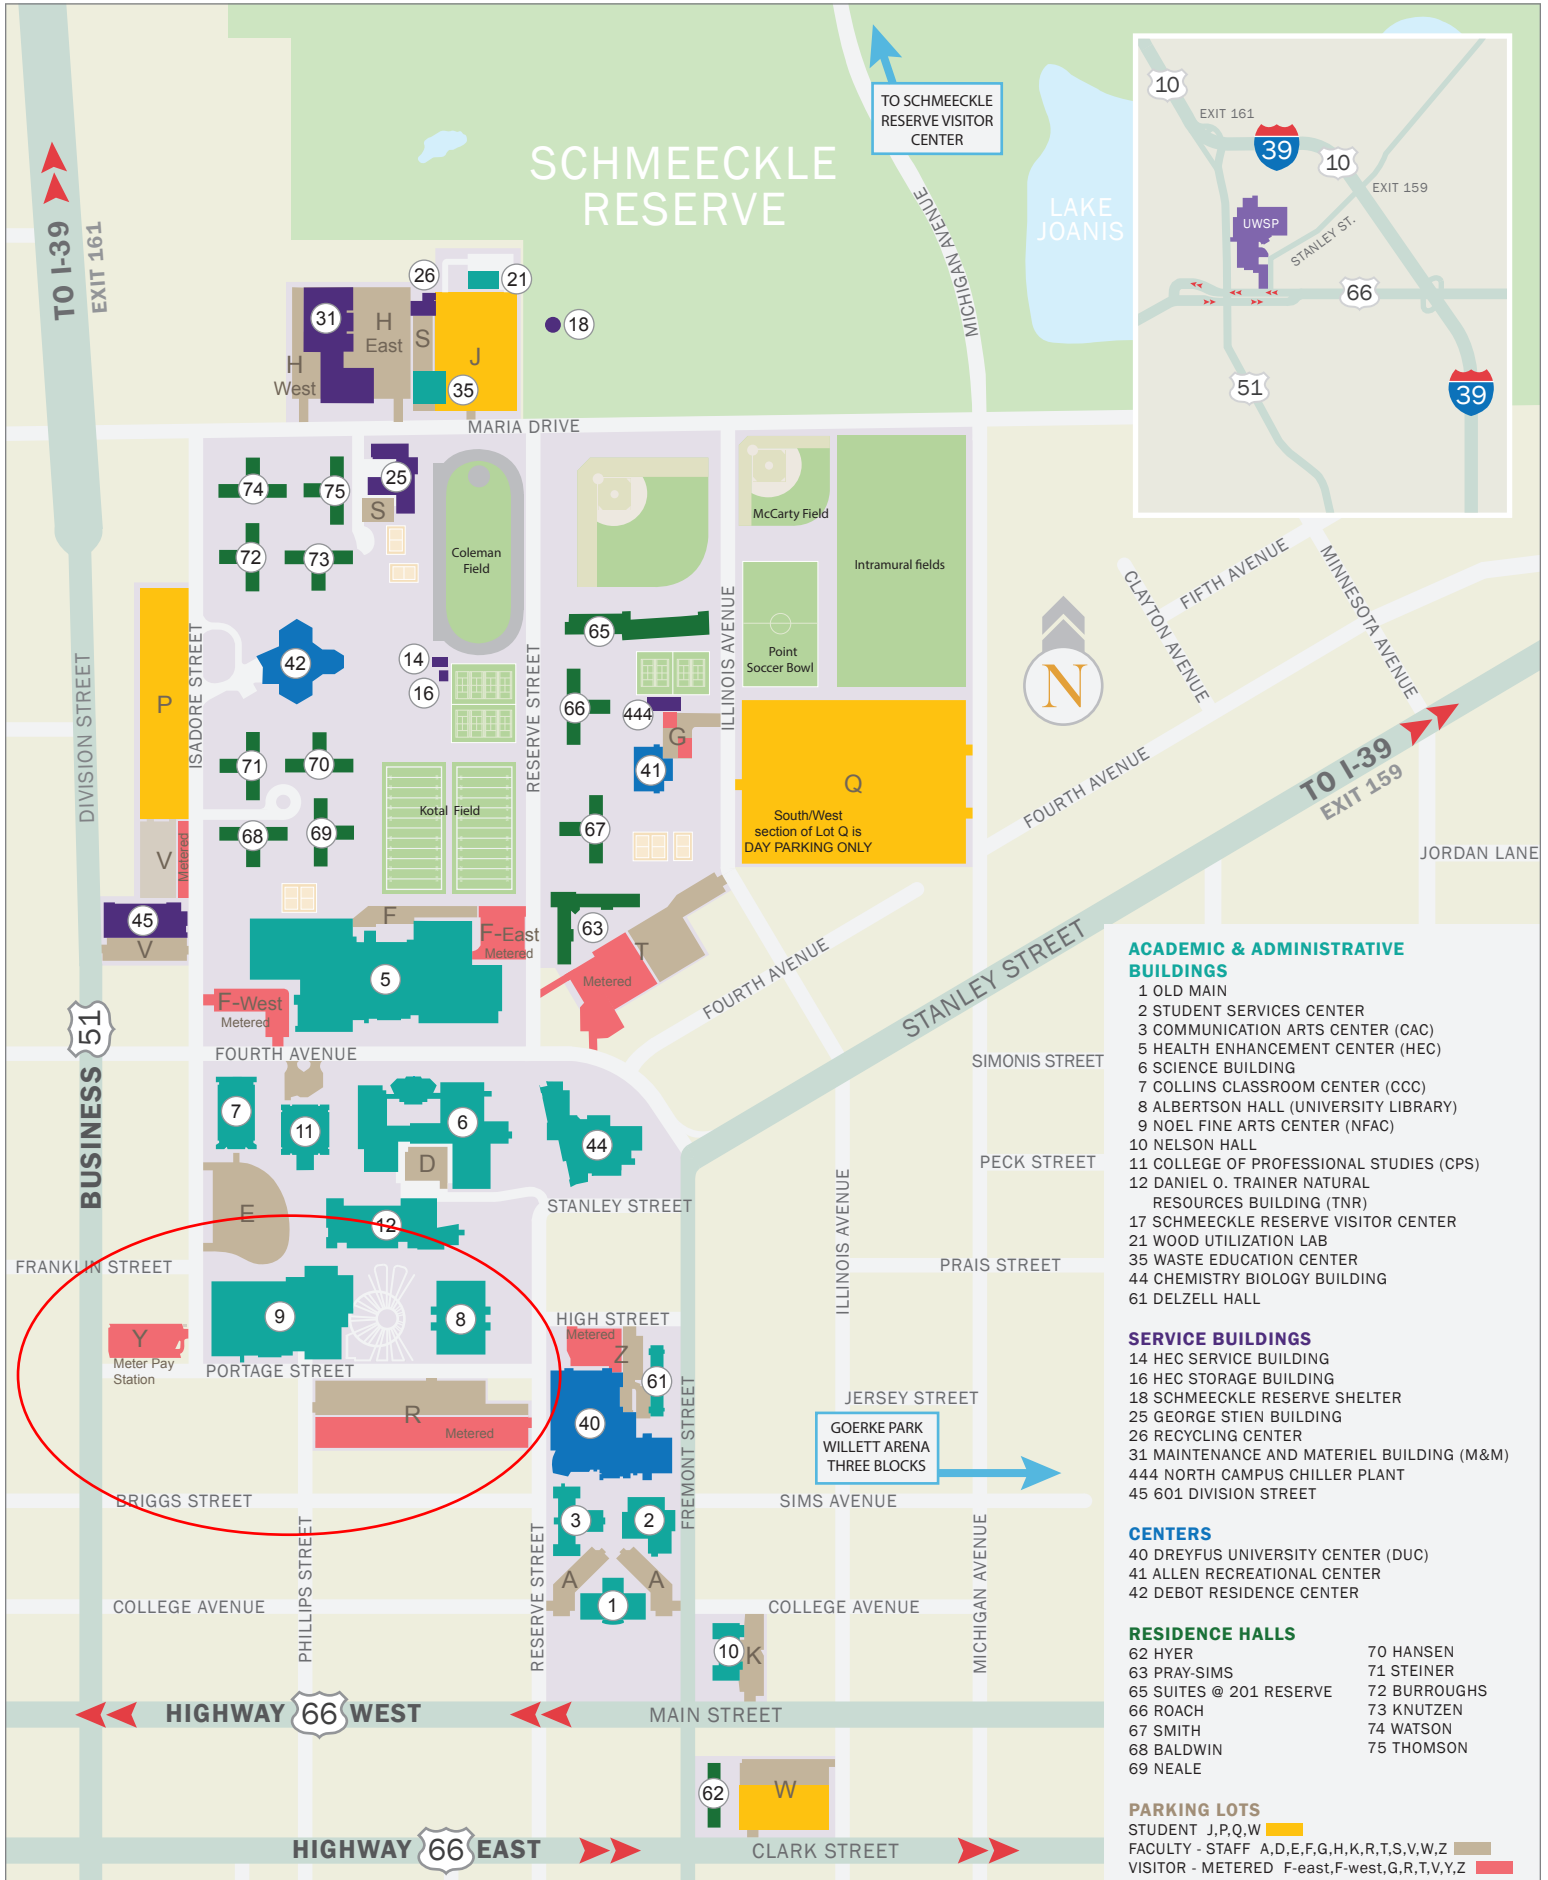 TO SCHMEECKLE
RESERVE VISITOR
CENTER
SCHMEECKLE
RESERVE
LAKE
JOANIS
MICHIGAN AVENUE
10
EXIT 161
39
10
EXIT 159
UWSP
STANLEY ST.
66
51
39
TO I-39
EXIT 161
26
21
31
H
East
S
J
18
H
West
35
MARIA DRIVE
74
75
25
S
72
73
Coleman
Field
McCarty Field
Intramural fields
CLAYTON AVENUE
FIFTH AVENUE
MINNESOTA AVENUE
65
Point
Soccer Bowl
DIVISION STREET
ISADORE STREET
RESERVE STREET
ILLINOIS AVENUE
42
14
16
N
P
66
444
G
71
70
41
Q
South/West
section of Lot Q is
DAY PARKING ONLY
Kotal Field
TO I-39
EXIT 159
FOURTH AVENUE
68
69
67
V
Metered
JORDAN LANE
45
V
F
F-East
Metered
63
T
Metered
5
F-West
Metered
FOURTH AVENUE
STANLEY STREET
BUSINESS 51
FOURTH AVENUE
SIMONIS STREET
7
11
6
44
D
PECK STREET
E
12
STANLEY STREET
ILLINOIS AVENUE
FRANKLIN STREET
PRAIS STREET
9
8
HIGH STREET
Y
Meter Pay
Station
PORTAGE STREET
Metered
Z
61
R
Metered
40
JERSEY STREET
GOERKE PARK
WILLETT ARENA
THREE BLOCKS
FREMONT STREET
BRIGGS STREET
SIMS AVENUE
3
2
PHILLIPS STREET
RESERVE STREET
MICHIGAN AVENUE
A
A
1
COLLEGE AVENUE
COLLEGE AVENUE
10
K
HIGHWAY 66 WEST
MAIN STREET
62
W
HIGHWAY 66 EAST
CLARK STREET
ACADEMIC & ADMINISTRATIVE
BUILDINGS
1 OLD MAIN
2 STUDENT SERVICES CENTER
3 COMMUNICATION ARTS CENTER (CAC)
5 HEALTH ENHANCEMENT CENTER (HEC)
6 SCIENCE BUILDING
7 COLLINS CLASSROOM CENTER (CCC)
8 ALBERTSON HALL (UNIVERSITY LIBRARY)
9 NOEL FINE ARTS CENTER (NFAC)
10 NELSON HALL
11 COLLEGE OF PROFESSIONAL STUDIES (CPS)
12 DANIEL O. TRAINER NATURAL
RESOURCES BUILDING (TNR)
17 SCHMEECKLE RESERVE VISITOR CENTER
21 WOOD UTILIZATION LAB
35 WASTE EDUCATION CENTER
44 CHEMISTRY BIOLOGY BUILDING
61 DELZELL HALL
SERVICE BUILDINGS
14 HEC SERVICE BUILDING
16 HEC STORAGE BUILDING
18 SCHMEECKLE RESERVE SHELTER
25 GEORGE STIEN BUILDING
26 RECYCLING CENTER
31 MAINTENANCE AND MATERIEL BUILDING (M&M)
444 NORTH CAMPUS CHILLER PLANT
45 601 DIVISION STREET
CENTERS
40 DREYFUS UNIVERSITY CENTER (DUC)
41 ALLEN RECREATIONAL CENTER
42 DEBOT RESIDENCE CENTER
RESIDENCE HALLS
62 HYER
63 PRAY-SIMS
65 SUITES @ 201 RESERVE
66 ROACH
67 SMITH
68 BALDWIN
69 NEALE
70 HANSEN
71 STEINER
72 BURROUGHS
73 KNUTZEN
74 WATSON
75 THOMSON
PARKING LOTS
STUDENT J,P,Q,W
FACULTY - STAFF A,D,E,F,G,H,K,R,T,S,V,W,Z
VISITOR - METERED F-east,F-west,G,R,T,V,Y,Z